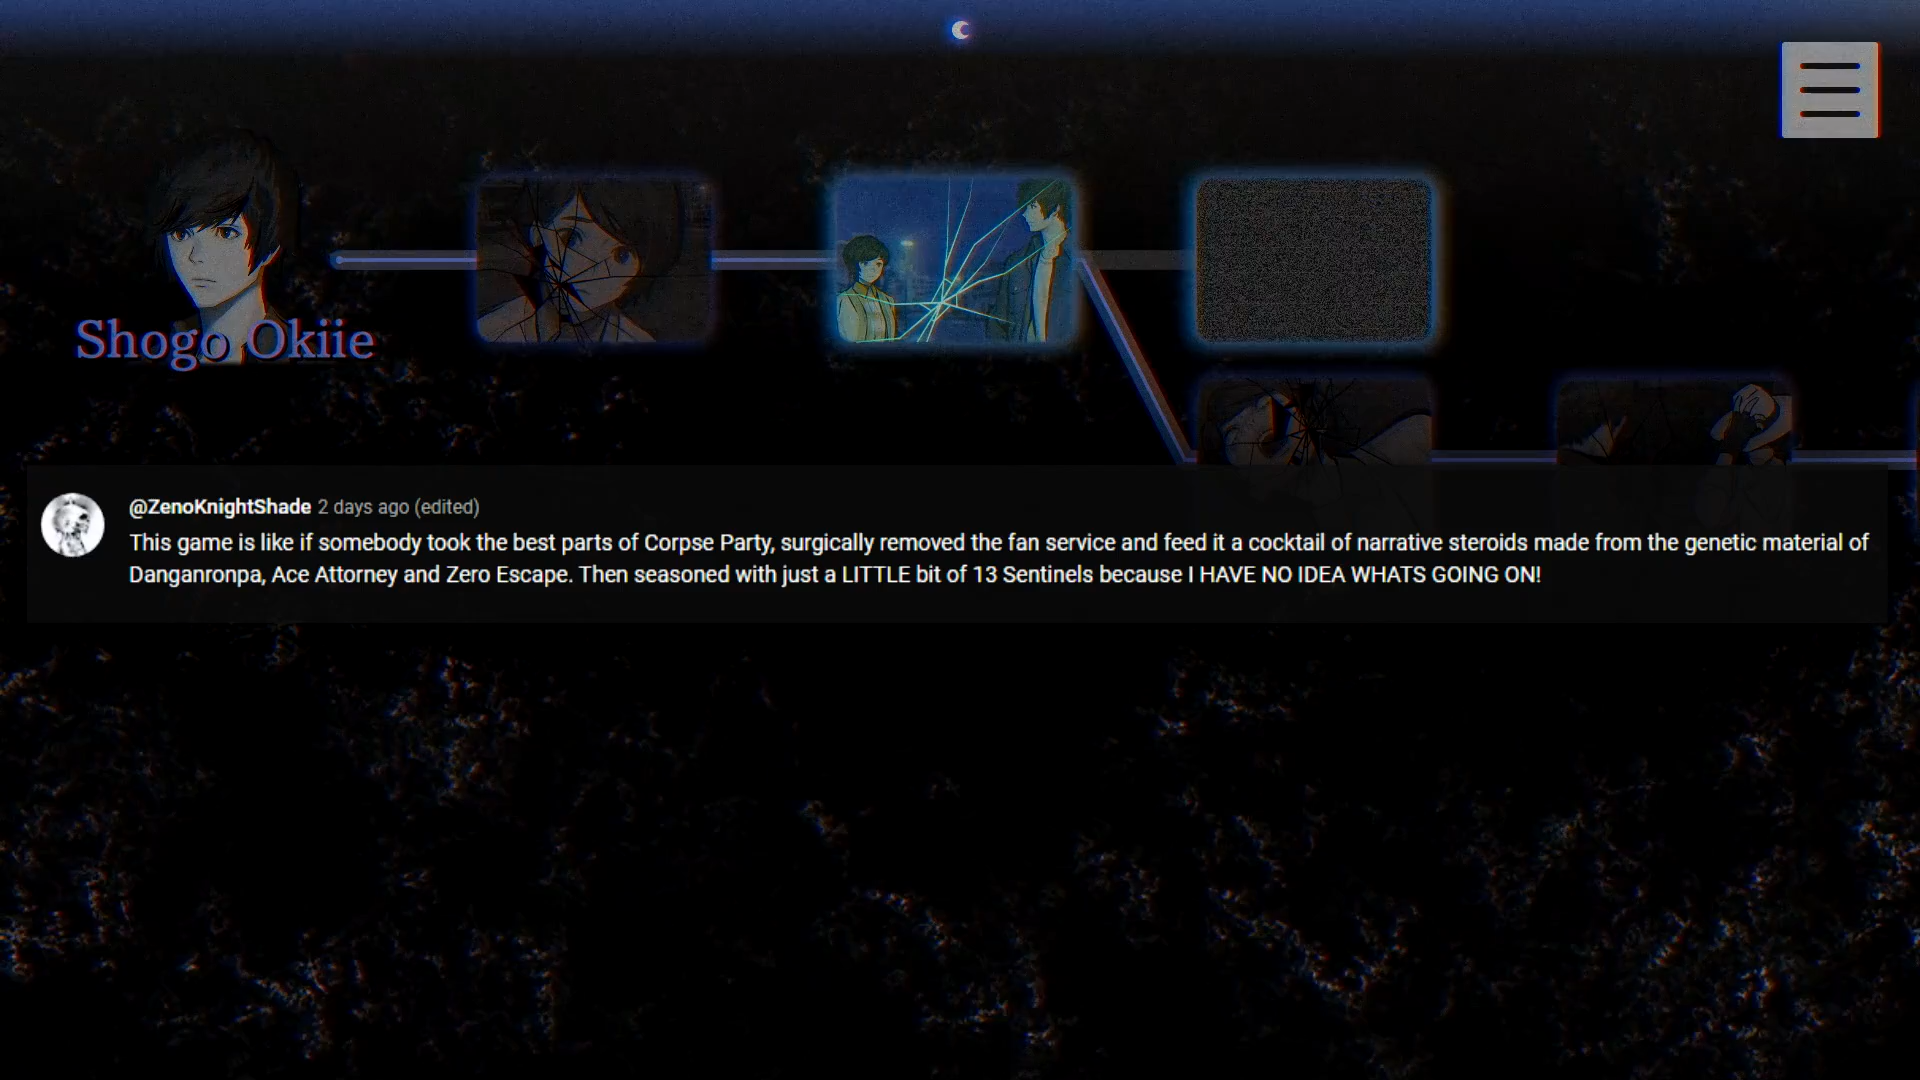 Shogo Okiie
@ZenoKnightShade 2 days ago (edited)
This game is like if somebody took the best parts of Corpse Party, surgically removed the fan service and feed it a cocktail of narrative steroids made from the genetic material of
Danganronpa, Ace Attorney and Zero Escape. Then seasoned with just a LITTLE bit of 13 Sentinels because I HAVE NO IDEA WHATS GOING ON!